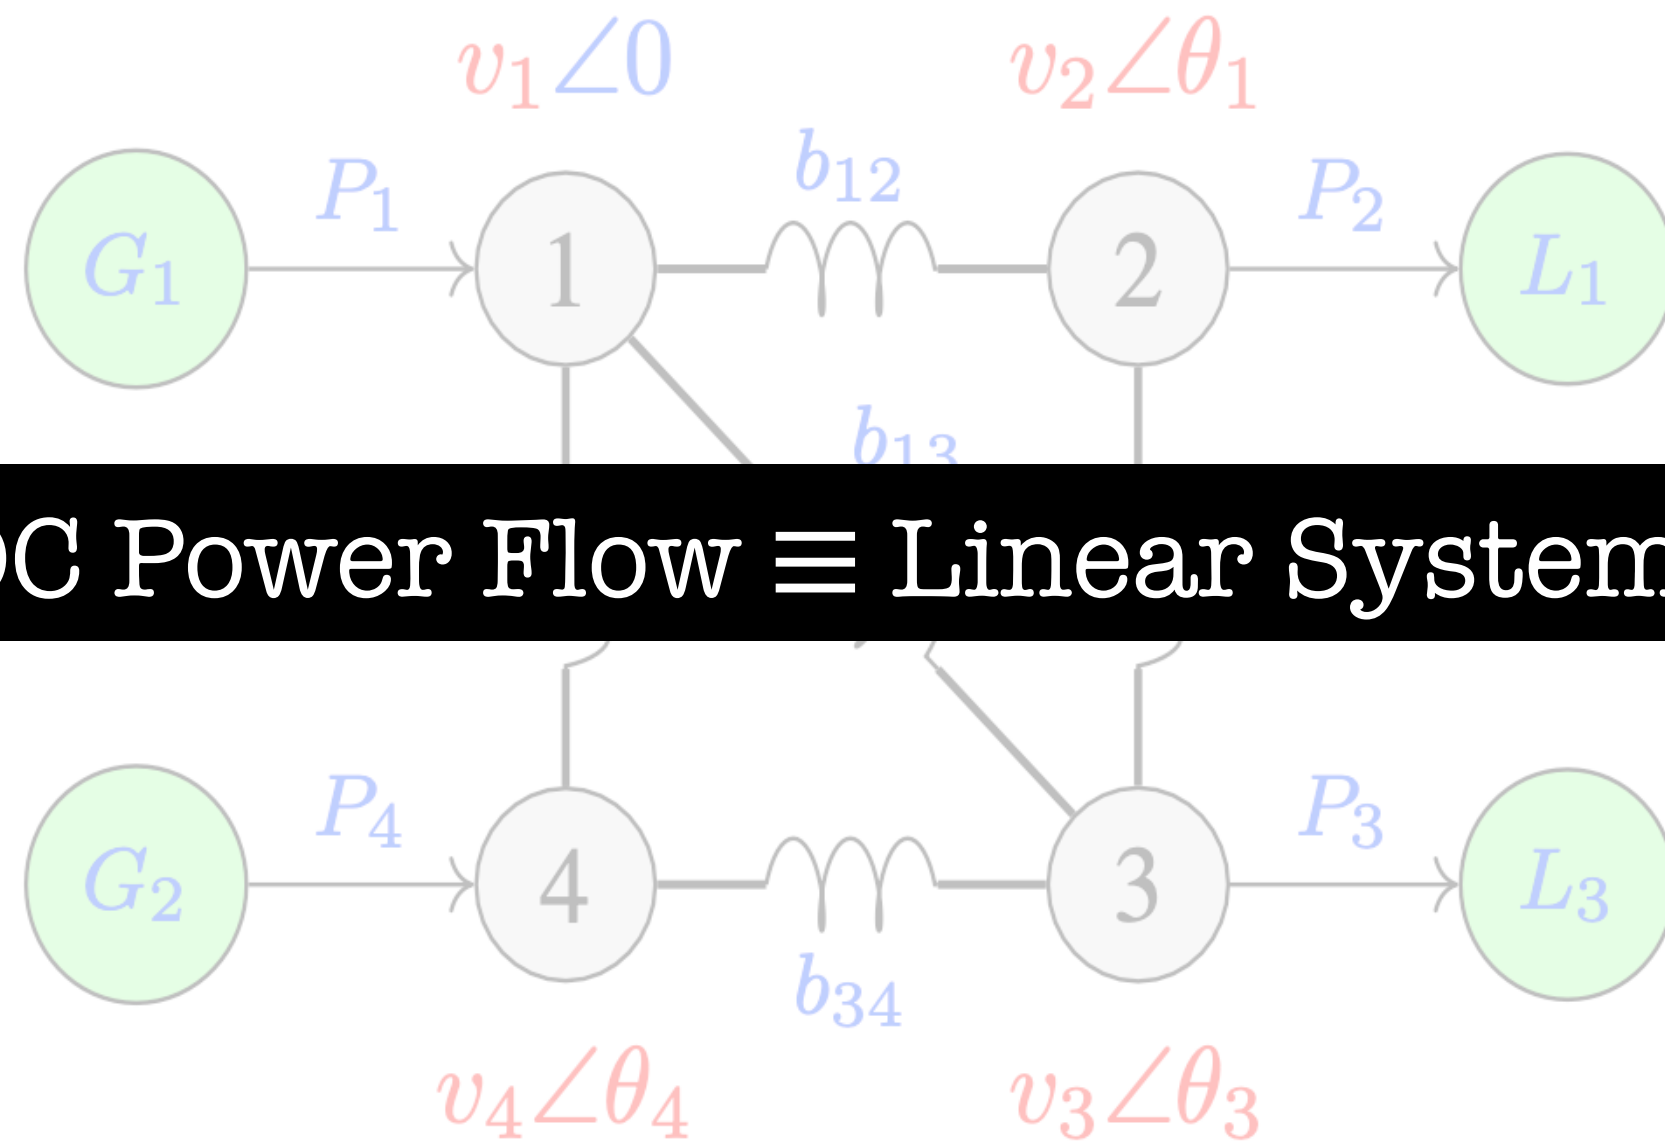 v₁∠0 v₂∠θ₁
b₁₂
P₁ P₂
G₁ 1 2 L₁
b₁₃
C Power Flow ≡ Linear System
P₄ P₃
G₂ 4 3 L₃
b₃₄
v₄∠θ₄ v₃∠θ₃